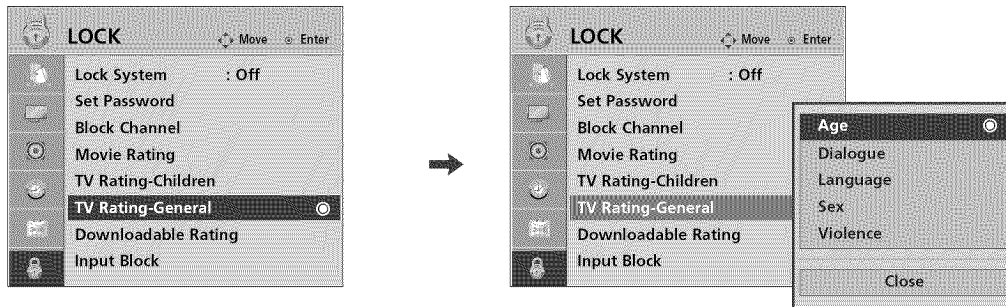 LOCK
Move Enter
Lock System : Off
Set Password
Block Channel
Movie Rating
TV Rating-Children
TV Rating-General
Downloadable Rating
Input Block
LOCK
Move Enter
Lock System : Off
Set Password
Block Channel
Movie Rating
TV Rating-Children
TV Rating-General
Downloadable Rating
Input Block
Age
Dialogue
Language
Sex
Violence
Close